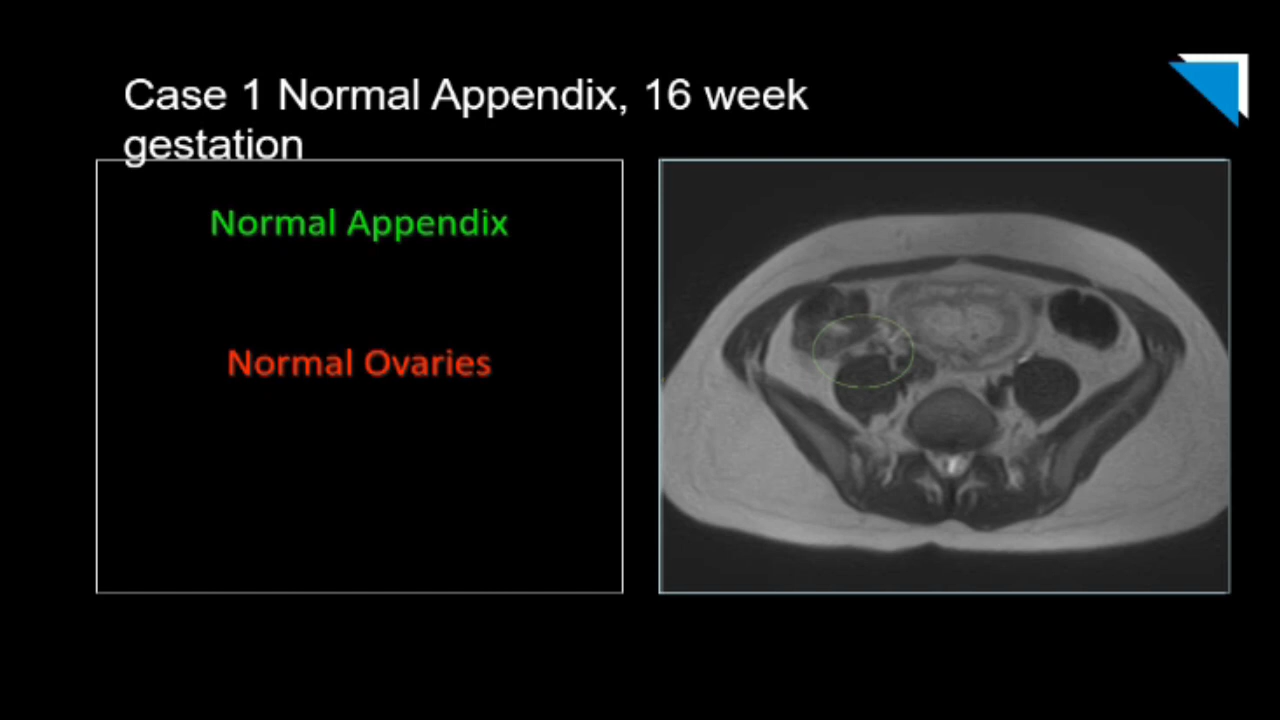 Case 1 Normal Appendix, 16 week
gestation
Normal Appendix
Normal Ovaries